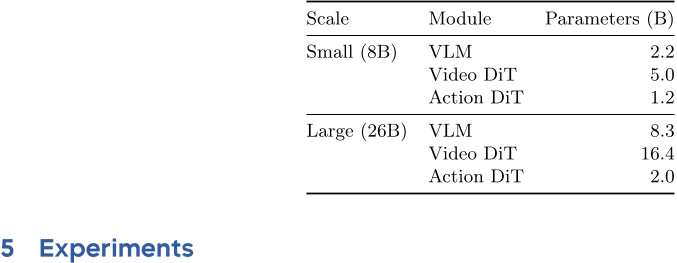 Scale Module Parameters (B)
Small (8B) VLM 2.2
Video DiT 5.0
Action DiT 1.2
Large (26B) VLM 8.3
Video DiT 16.4
Action DiT 2.0
5 Experiments